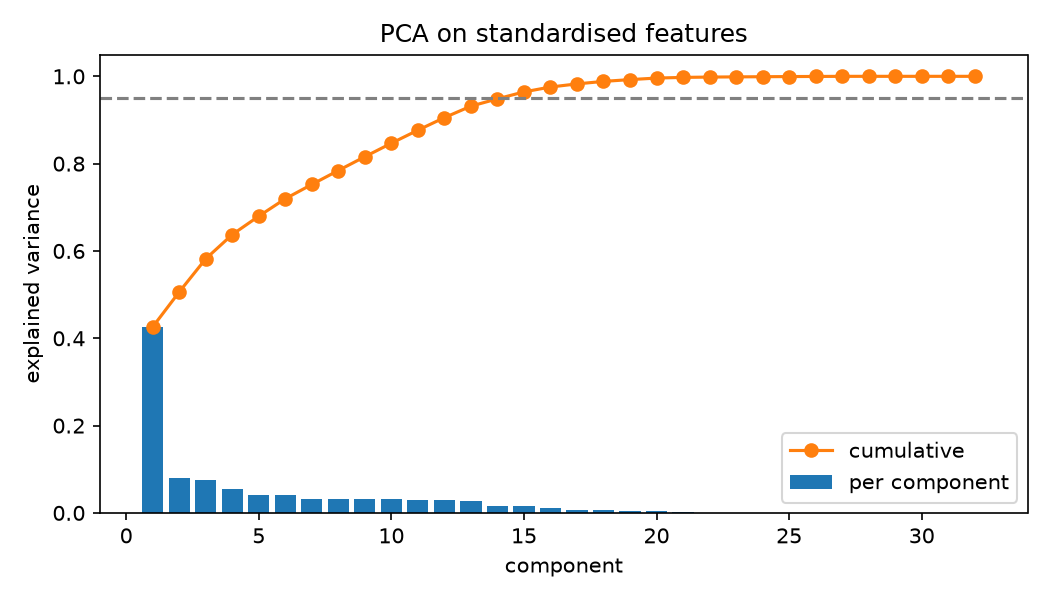 PCA on standardised features
explained variance
1.0
0.8
0.6
0.4
0.2
0.0
cumulative
per component
0 5 10 15 20 25 30
component